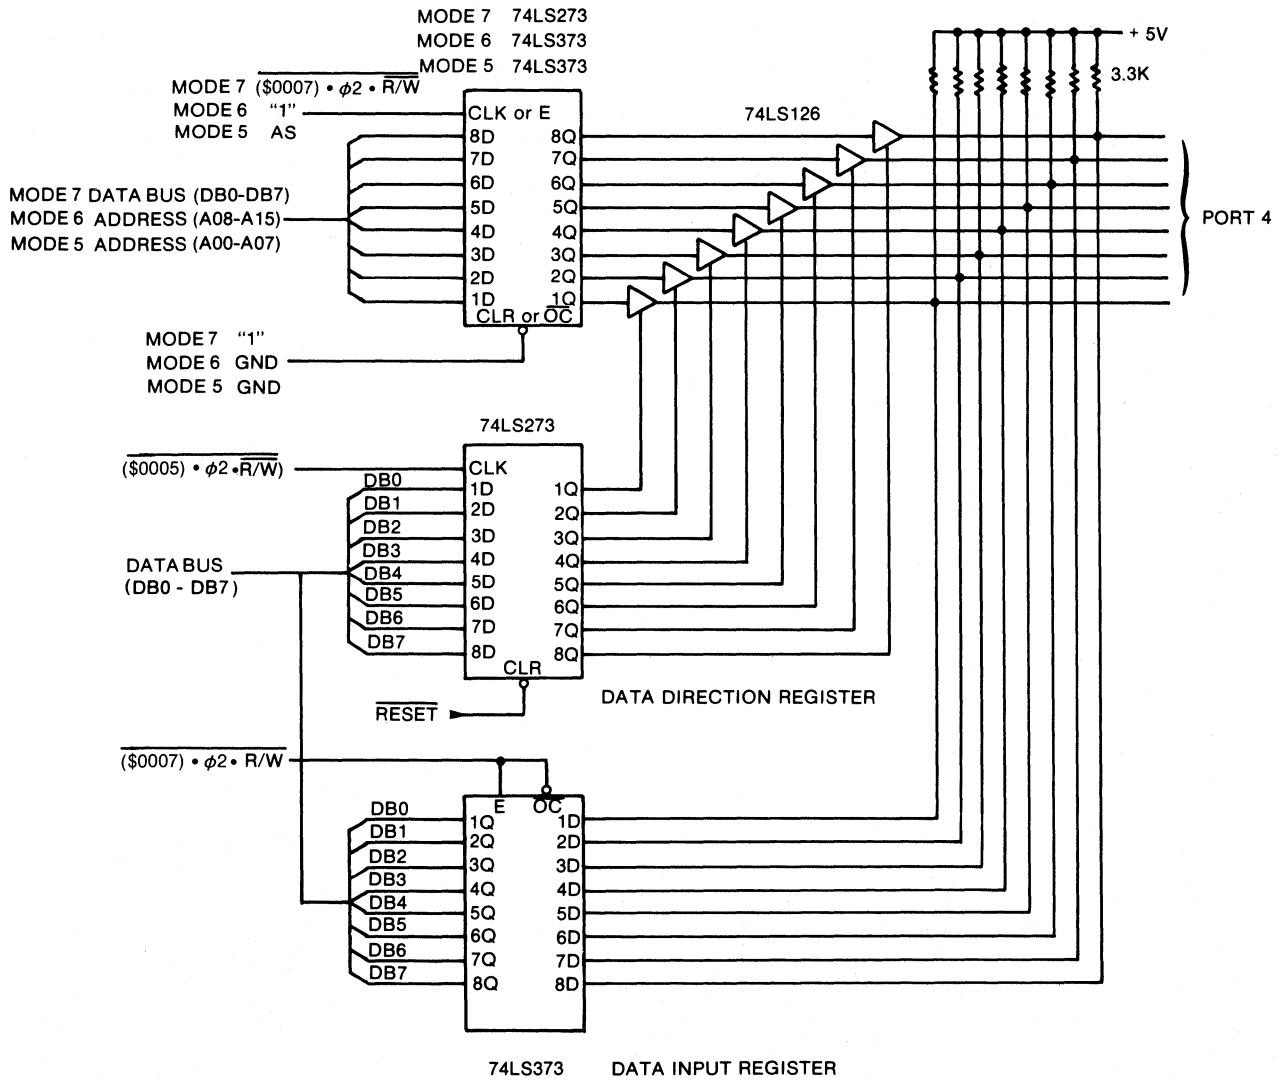 MODE 7 74LS273
MODE 6 74LS373
MODE 5 74LS373
MODE 7 ($0007) • φ2 • R/W
MODE 6 "1"
MODE 5 AS
CLK or E
8D 8Q
7D 7Q
6D 6Q
5D 5Q
4D 4Q
3D 3Q
2D 2Q
1D 1Q
CLR or OC
MODE 7 DATA BUS (DB0-DB7)
MODE 6 ADDRESS (A08-A15)
MODE 5 ADDRESS (A00-A07)
MODE 7 "1"
MODE 6 GND
MODE 5 GND
74LS126
+ 5V
3.3K
PORT 4
74LS273
($0005) • φ2 • R/W)
CLK
DB0 1D 1Q
DB1 2D 2Q
DB2 3D 3Q
DB3 4D 4Q
DB4 5D 5Q
DB5 6D 6Q
DB6 7D 7Q
DB7 8D 8Q
CLR
DATA BUS
(DB0 - DB7)
RESET
DATA DIRECTION REGISTER
($0007) • φ2 • R/W
E OC
DB0 1Q 1D
DB1 2Q 2D
DB2 3Q 3D
DB3 4Q 4D
DB4 5Q 5D
DB5 6Q 6D
DB6 7Q 7D
DB7 8Q 8D
74LS373 DATA INPUT REGISTER